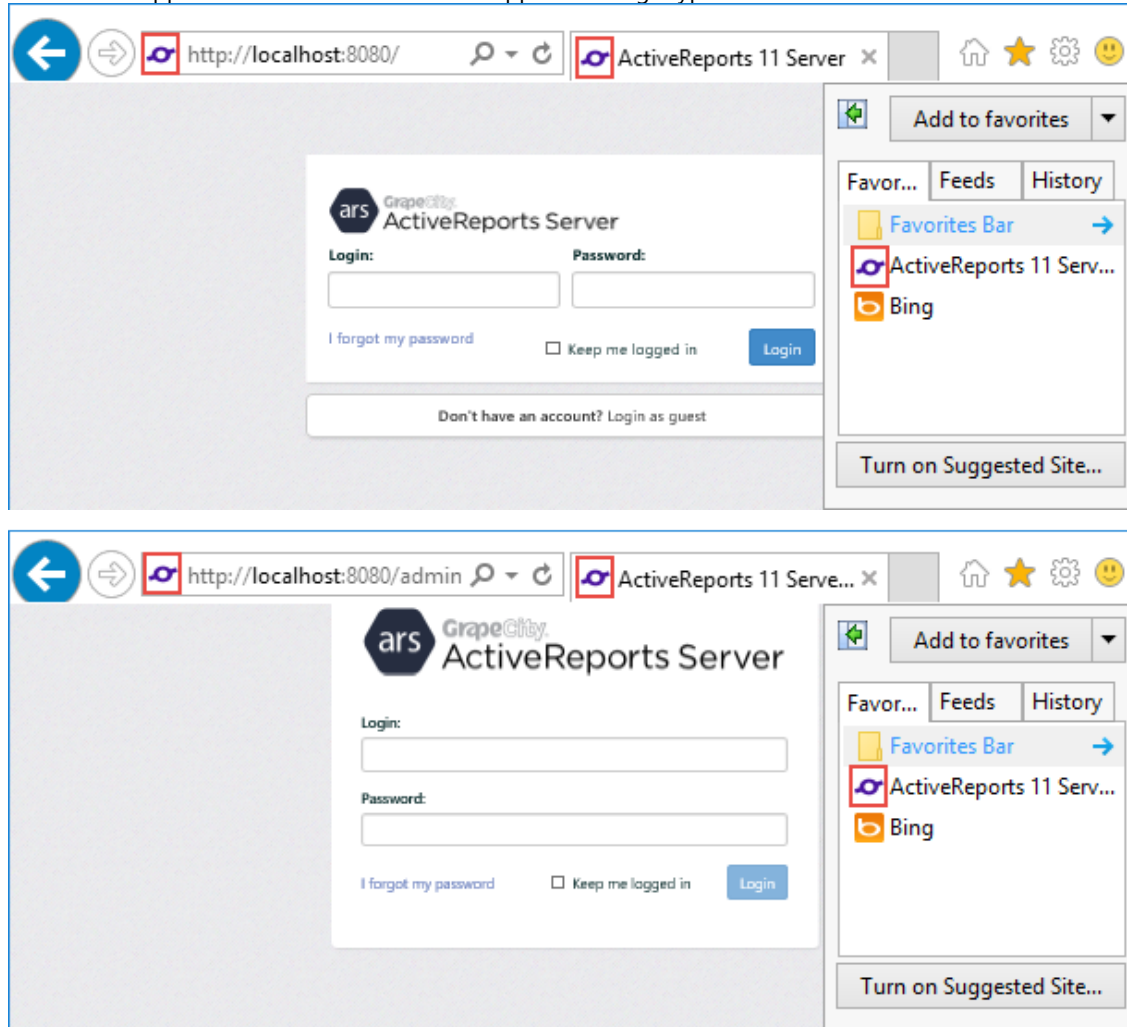 http://localhost:8080/
ActiveReports 11 Server
Add to favorites
Favor... Feeds History
Favorites Bar
ActiveReports 11 Serv...
Bing
Turn on Suggested Site...
ars GrapeCity.
ActiveReports Server
Login: Password:
I forgot my password Keep me logged in Login
Don't have an account? Login as guest
http://localhost:8080/admin
ActiveReports 11 Serve...
Add to favorites
Favor... Feeds History
Favorites Bar
ActiveReports 11 Serv...
Bing
Turn on Suggested Site...
ars GrapeCity.
ActiveReports Server
Login:
Password:
I forgot my password Keep me logged in Login